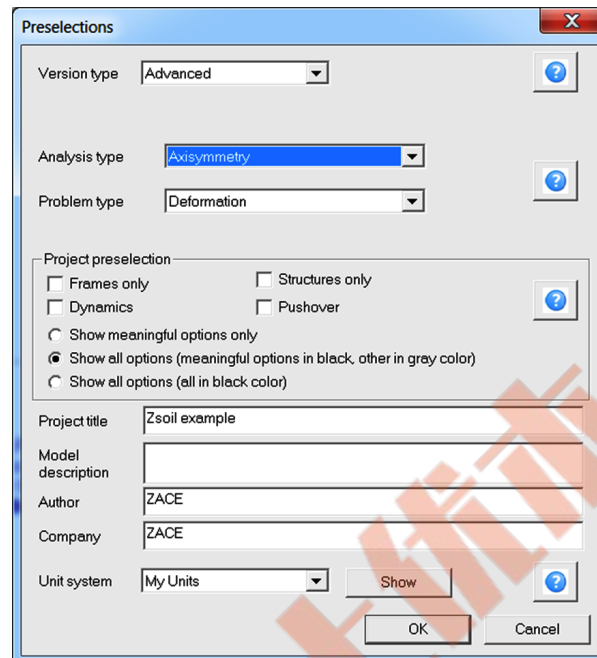 Preselections
Version type Advanced
Analysis type Axisymmetry
Problem type Deformation
Project preselection
Frames only Structures only
Dynamics Pushover
Show meaningful options only
Show all options (meaningful options in black, other in gray color)
Show all options (all in black color)
Project title Zsoil example
Model
description
Author ZACE
Company ZACE
Unit system My Units Show
OK Cancel